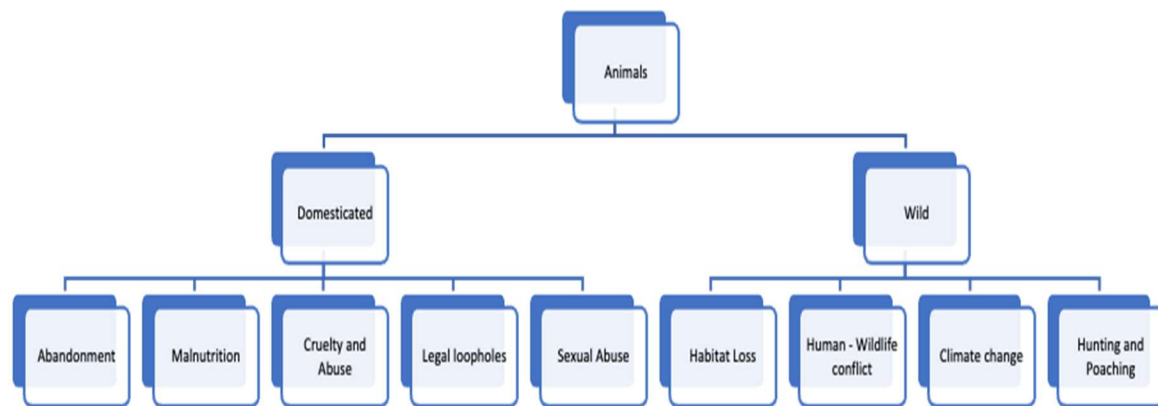 Animals
Domesticated
Wild
Abandonment
Malnutrition
Cruelty and
Abuse
Legal loopholes
Sexual Abuse
Habitat Loss
Human - Wildlife
conflict
Climate change
Hunting and
Poaching